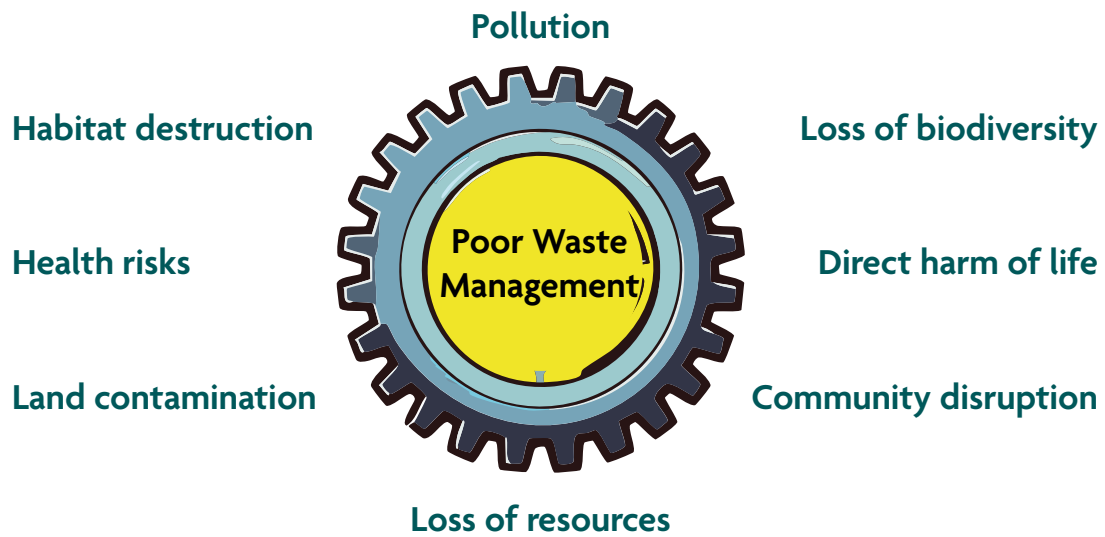 Pollution
Habitat destruction
Loss of biodiversity
Poor Waste
Management
Health risks
Direct harm of life
Land contamination
Community disruption
Loss of resources